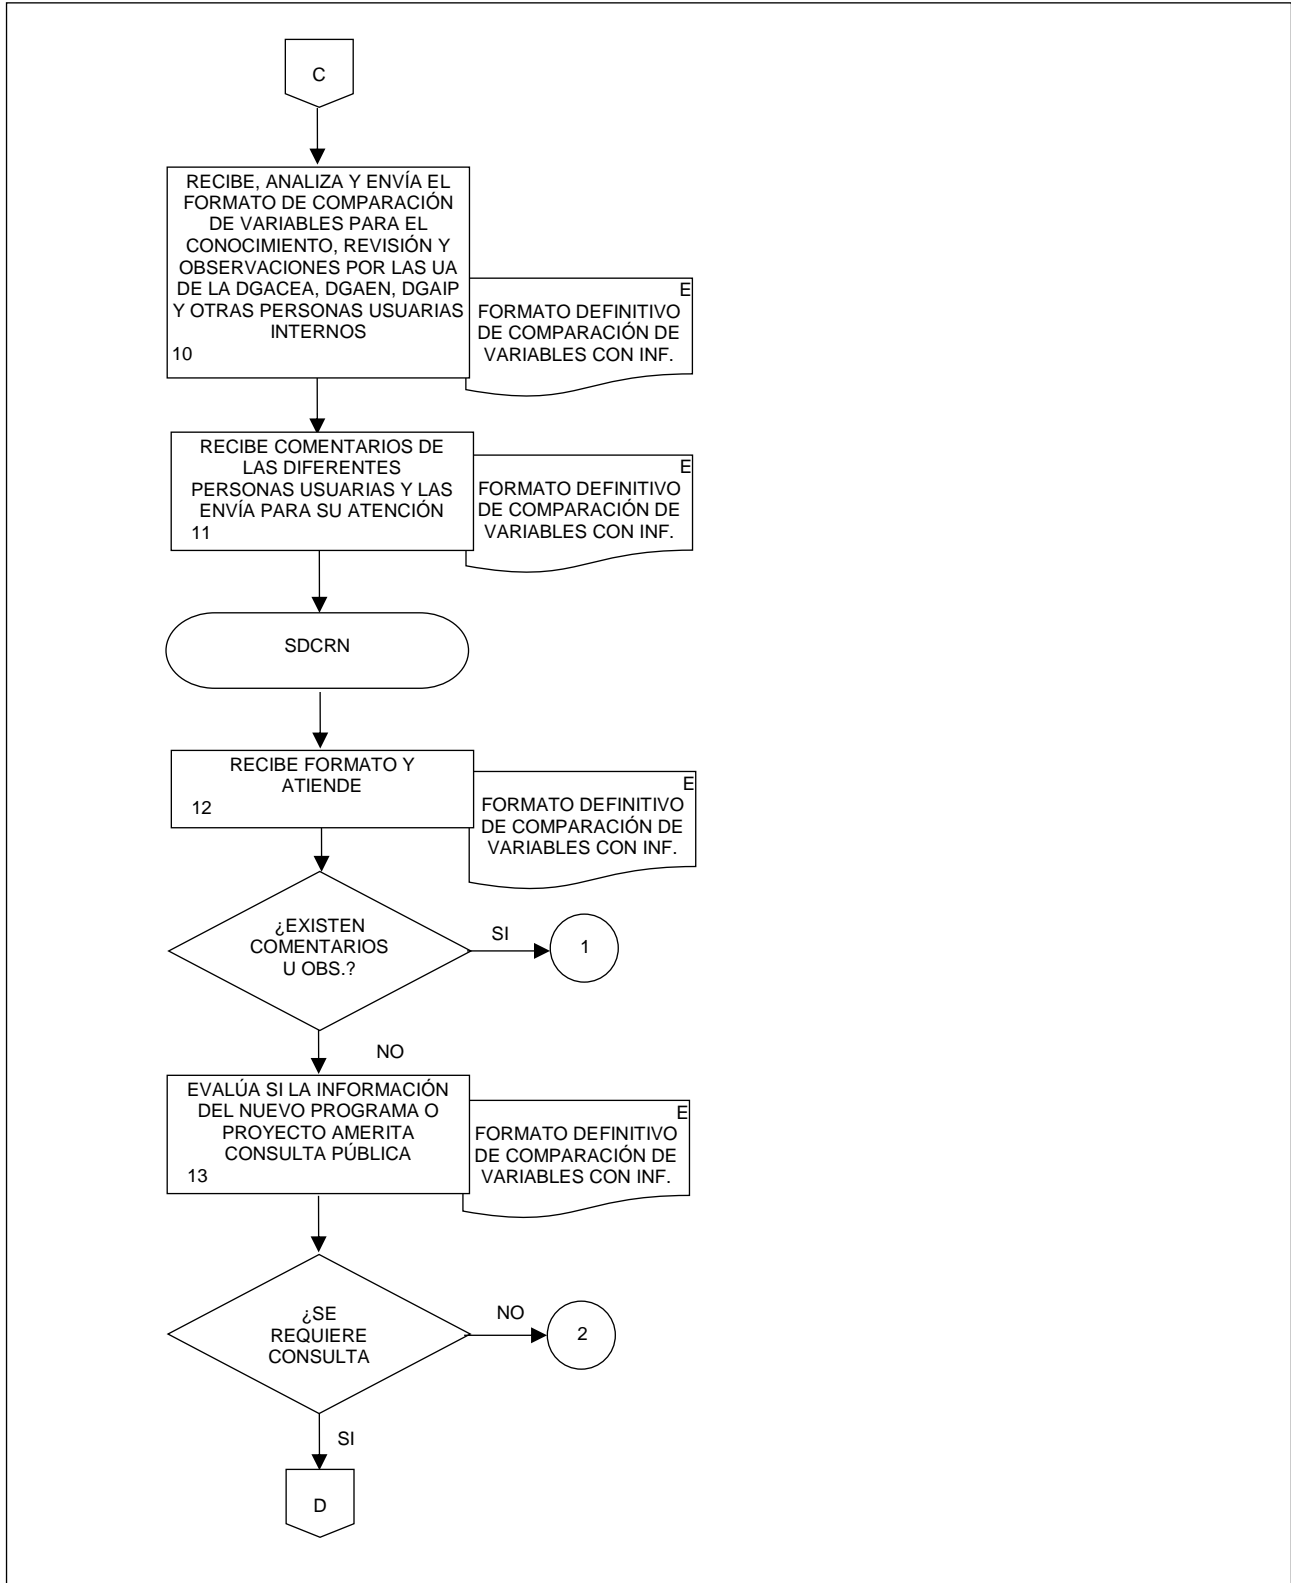 C
RECIBE, ANALIZA Y ENVÍA EL
FORMATO DE COMPARACIÓN
DE VARIABLES PARA EL
CONOCIMIENTO, REVISIÓN Y
OBSERVACIONES POR LAS UA
DE LA DGACEA, DGAEN, DGAIP
Y OTRAS PERSONAS USUARIAS
INTERNOS
10
E
FORMATO DEFINITIVO
DE COMPARACIÓN DE
VARIABLES CON INF.
RECIBE COMENTARIOS DE
LAS DIFERENTES
PERSONAS USUARIAS Y LAS
ENVÍA PARA SU ATENCIÓN
11
E
FORMATO DEFINITIVO
DE COMPARACIÓN DE
VARIABLES CON INF.
SDCRN
RECIBE FORMATO Y
ATIENDE
12
E
FORMATO DEFINITIVO
DE COMPARACIÓN DE
VARIABLES CON INF.
¿EXISTEN
COMENTARIOS
U OBS.?
SI
1
NO
EVALÚA SI LA INFORMACIÓN
DEL NUEVO PROGRAMA O
PROYECTO AMERITA
CONSULTA PÚBLICA
13
E
FORMATO DEFINITIVO
DE COMPARACIÓN DE
VARIABLES CON INF.
¿SE
REQUIERE
CONSULTA
NO
2
SI
D